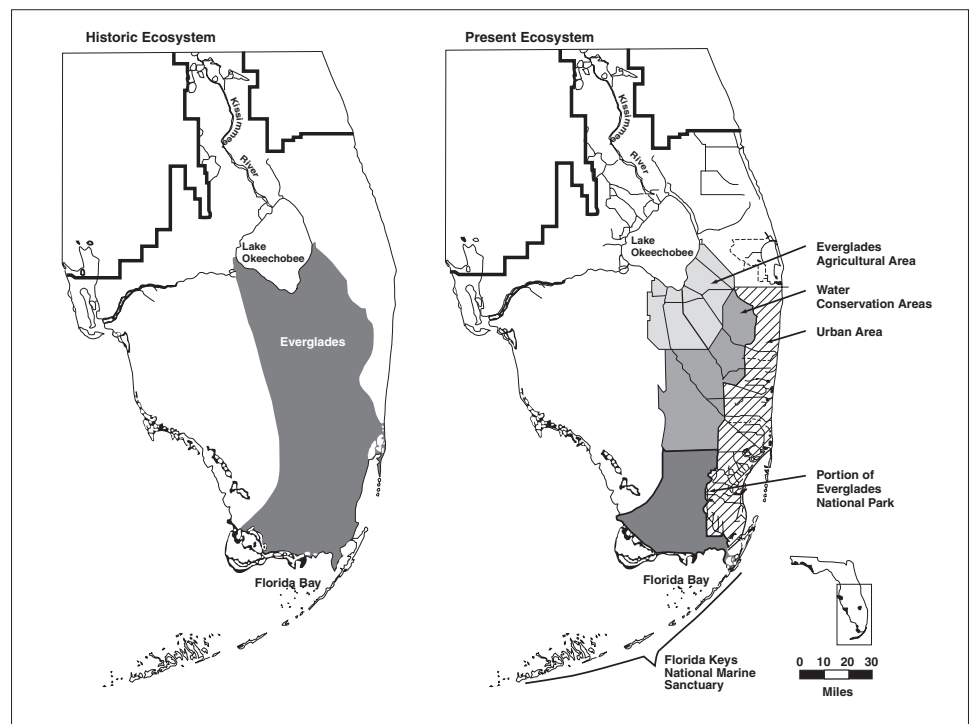 Historic Ecosystem
Kissimmee
River
Lake
Okeechobee
Everglades
Florida Bay
Present Ecosystem
Kissimmee
River
Lake
Okeechobee
Everglades
Agricultural Area
Water
Conservation Areas
Urban Area
Portion of
Everglades
National Park
Florida Bay
Florida Keys
National Marine
Sanctuary
0 10 20 30
Miles